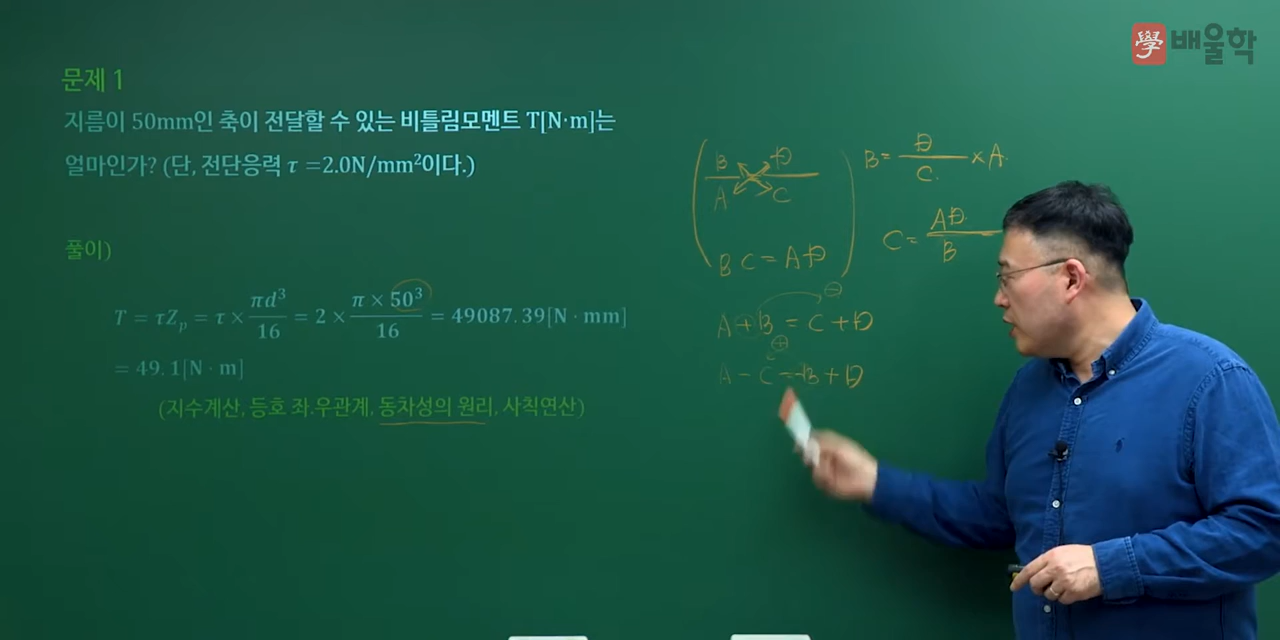 學 배울학
문제 1
지름이 50mm인 축이 전달할 수 있는 비틀림모멘트 T[N·m]는
얼마인가? (단, 전단응력 τ =2.0N/mm²이다.)
풀이)
T = τZₚ = τ × πd³/16 = 2 × π × 50³/16 = 49087.39[N · mm]
= 49.1[N · m]
(지수계산, 등호 좌.우관계, 동차성의 원리, 사칙연산)
B/A D/C
BC = AD
B = D/C × A
C = AD/B
⊖
A + B = C + D
⊕
A - C = -B + D